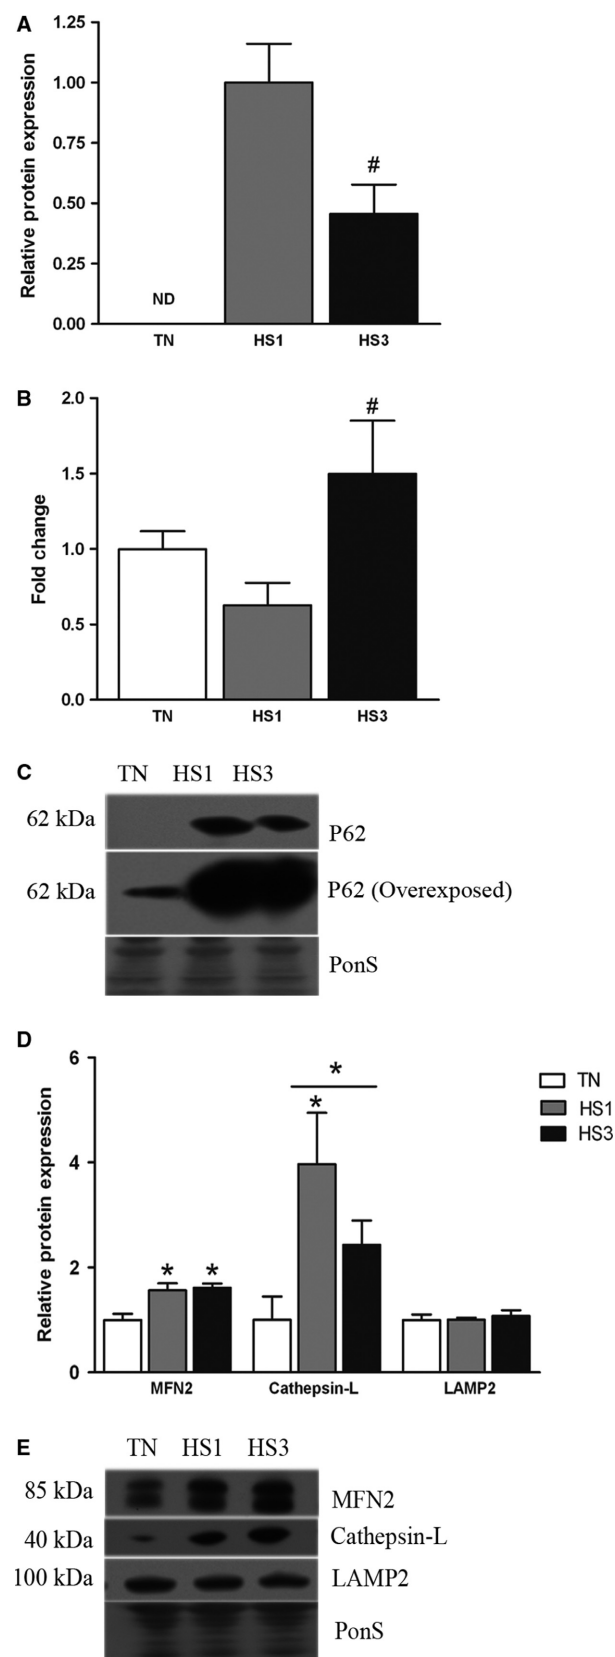 A
Relative protein expression
1.25
1.00
0.75
0.50
0.25
0.00
ND
#
TN HS1 HS3
B
Fold change
2.0
1.5
1.0
0.5
0.0
#
TN HS1 HS3
C
TN HS1 HS3
62 kDa P62
62 kDa P62 (Overexposed)
PonS
D
Relative protein expression
6
4
2
0
*
*
* *
TN
HS1
HS3
MFN2 Cathepsin-L LAMP2
E
TN HS1 HS3
85 kDa MFN2
40 kDa Cathepsin-L
100 kDa LAMP2
PonS